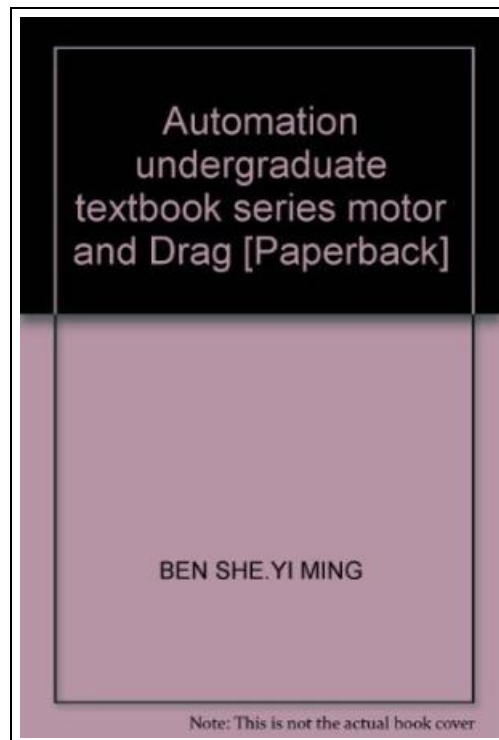 Automation
undergraduate
textbook series motor
and Drag [Paperback]
BEN SHE.YI MING
Note: This is not the actual book cover